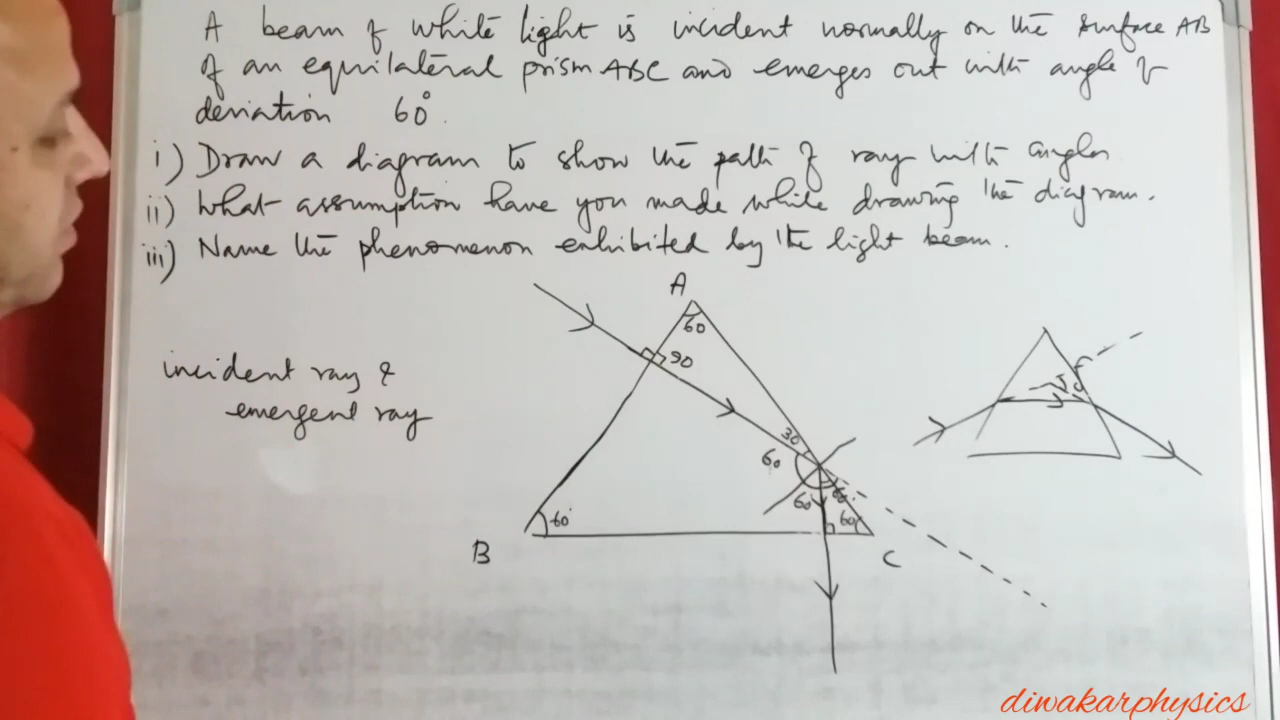 A beam of white light is incident normally on the surface AB
of an equilateral prism ABC and emerges out with angle of
deviation 60°.
i) Draw a diagram to show the path of ray with angles
ii) What assumption have you made while drawing the diagram.
iii) Name the phenomenon exhibited by the light beam.
A
60
90
incident ray &
emergent ray
30
60
60
60
60°
60
B
C
diwakarphysics